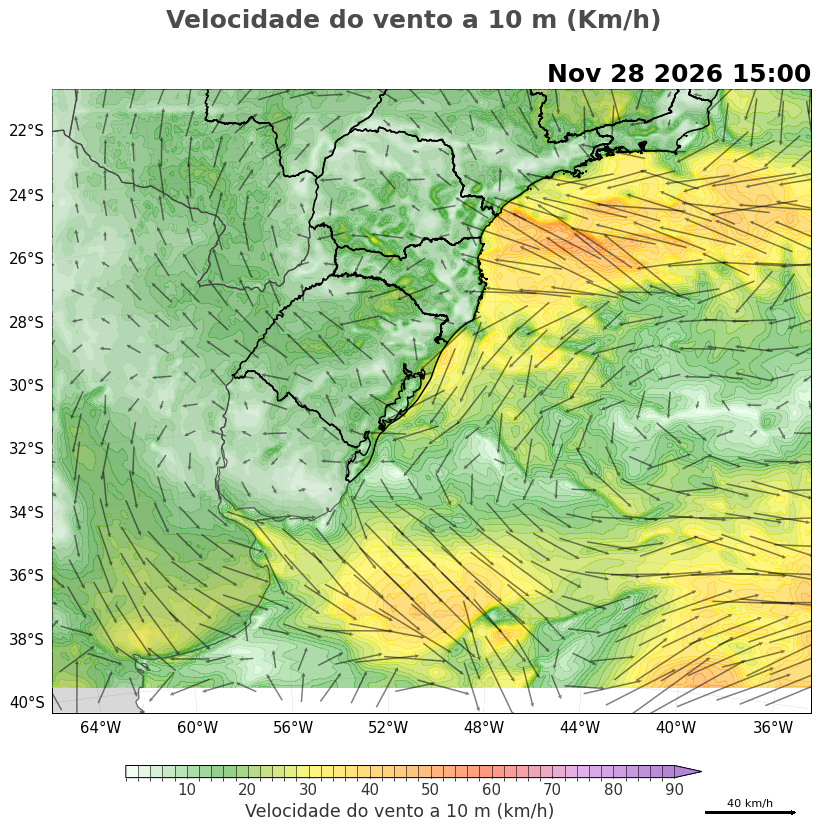 Velocidade do vento a 10 m (Km/h)
Nov 28 2026 15:00
22°S
24°S
26°S
28°S
30°S
32°S
34°S
36°S
38°S
40°S
64°W 60°W 56°W 52°W 48°W 44°W 40°W 36°W
10 20 30 40 50 60 70 80 90
Velocidade do vento a 10 m (km/h)
40 km/h